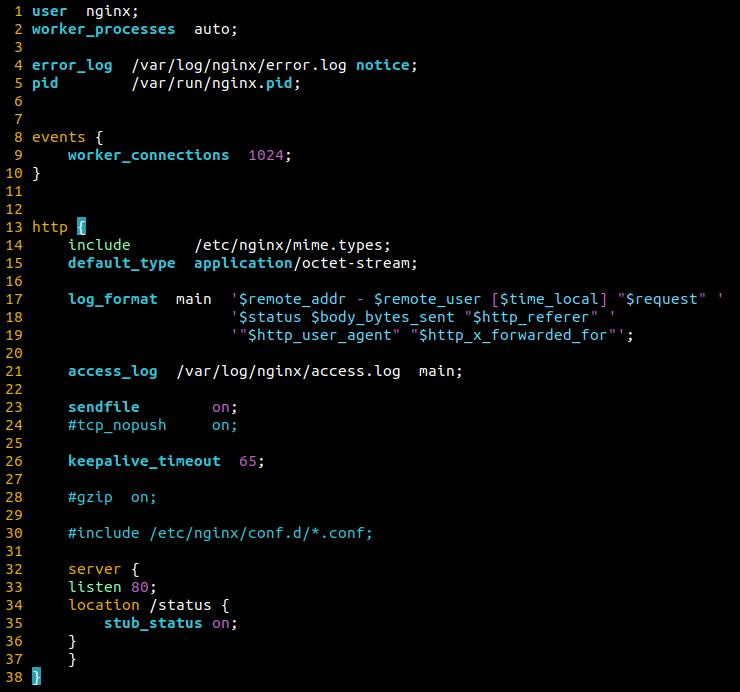 1 user  nginx;
2 worker_processes  auto;
3
4 error_log  /var/log/nginx/error.log notice;
5 pid        /var/run/nginx.pid;
6
7
8 events {
9     worker_connections  1024;
10 }
11
12
13 http {
14     include       /etc/nginx/mime.types;
15     default_type  application/octet-stream;
16
17     log_format  main  '$remote_addr - $remote_user [$time_local] "$request" '
18                       '$status $body_bytes_sent "$http_referer" '
19                       '"$http_user_agent" "$http_x_forwarded_for"';
20
21     access_log  /var/log/nginx/access.log  main;
22
23     sendfile        on;
24     #tcp_nopush     on;
25
26     keepalive_timeout  65;
27
28     #gzip  on;
29
30     #include /etc/nginx/conf.d/*.conf;
31
32     server {
33     listen 80;
34     location /status {
35         stub_status on;
36     }
37     }
38 }